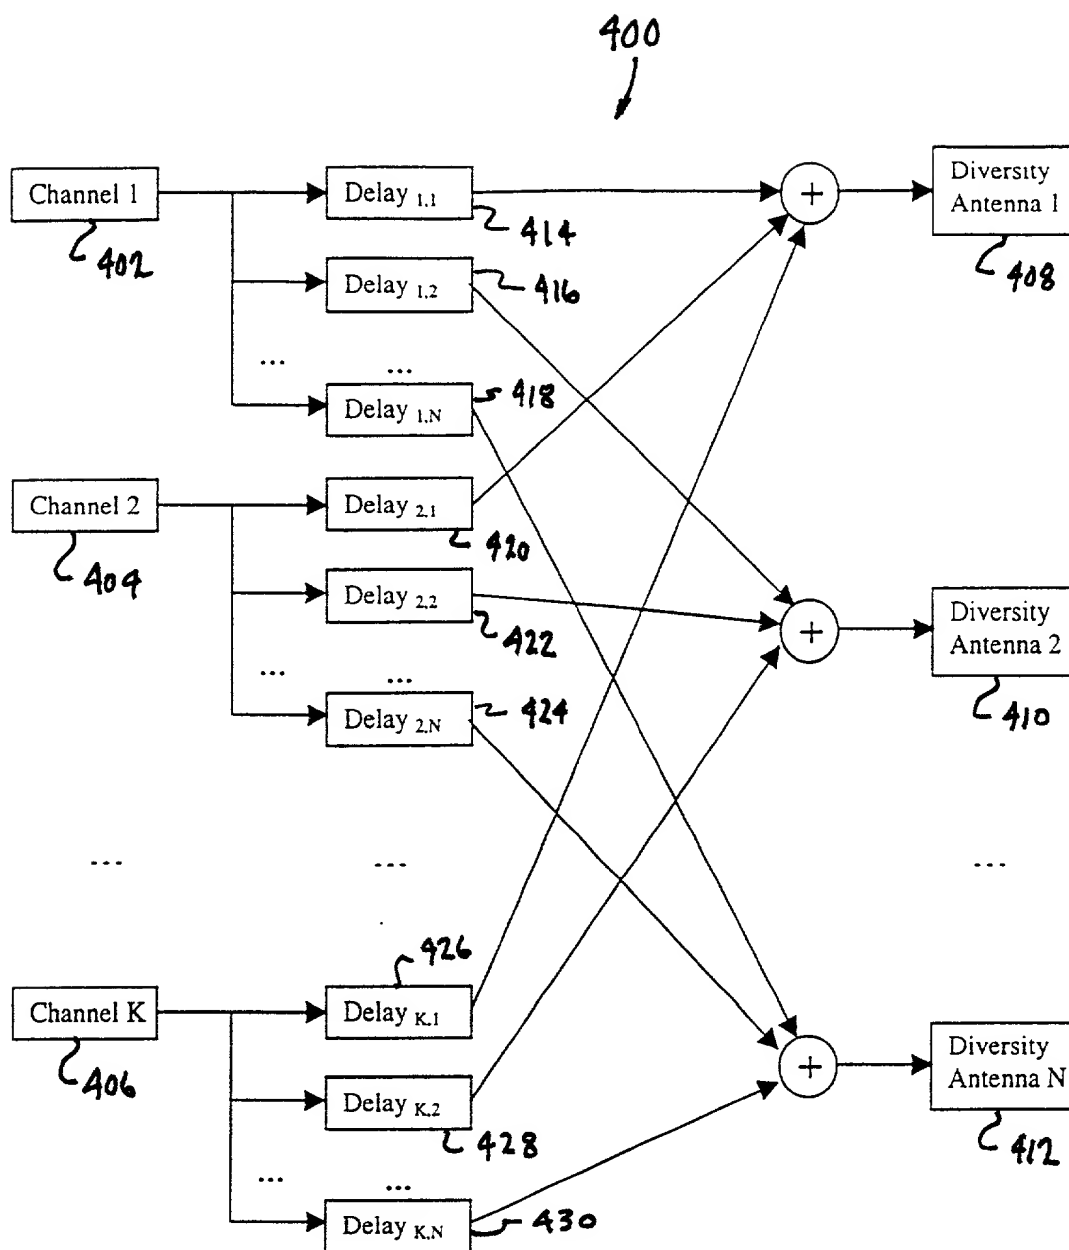 400
Channel 1
402
Delay 1,1
414
+
Diversity
Antenna 1
408
Delay 1,2
416
... ...
Delay 1,N
418
Channel 2
404
Delay 2,1
420
Delay 2,2
422
+
Diversity
Antenna 2
410
... ...
Delay 2,N
424
... ... ...
426
Channel K
406
Delay K,1
Delay K,2
428
+
Diversity
Antenna N
412
... ...
Delay K,N
430